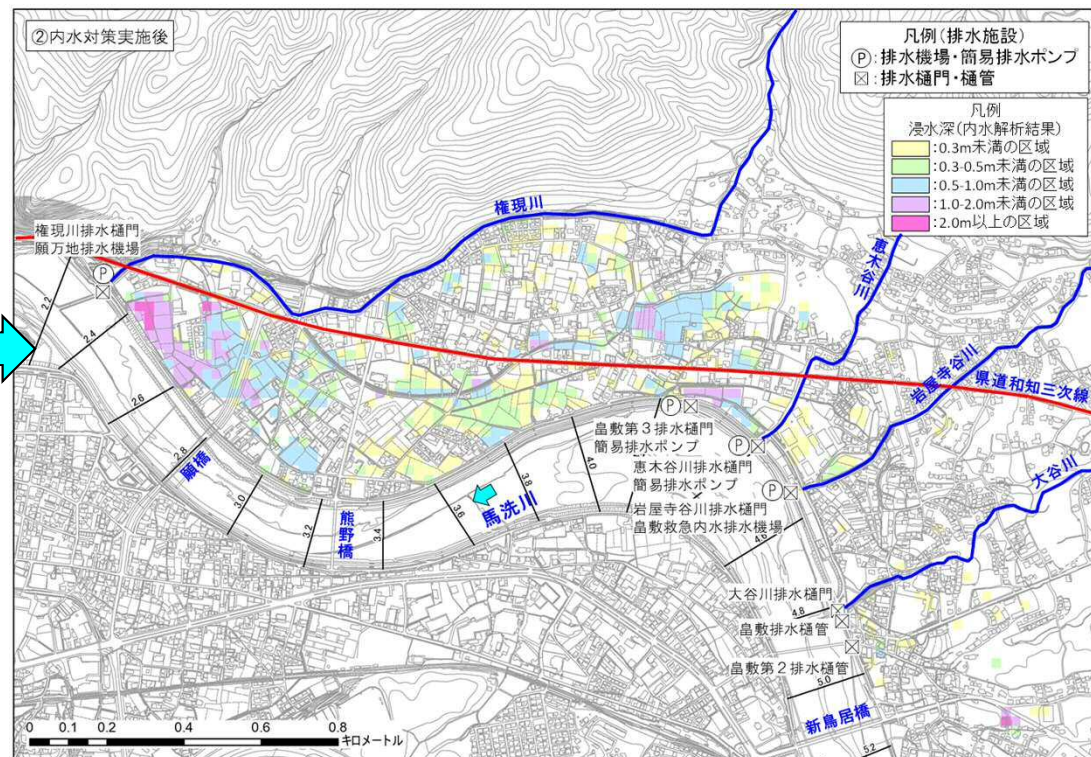 ②内水対策実施後
凡例(排水施設)
Ⓟ:排水機場・簡易排水ポンプ
☒:排水樋門・樋管
凡例
浸水深(内水解析結果)
:0.3m未満の区域
:0.3-0.5m未満の区域
:0.5-1.0m未満の区域
:1.0-2.0m未満の区域
:2.0m以上の区域
権現川
恵木谷川
権現川排水樋門
願万地排水機場
P
2.2
2.4
2.6
2.8
願橋
3.0
3.2
熊野橋
3.4
3.6
馬洗川
3.8
4.0
岩屋寺谷川
県道和知三次線
大谷川
P
畠敷第3排水樋門
簡易排水ポンプ
P
恵木谷川排水樋門
簡易排水ポンプ
P
岩屋寺谷川排水樋門
畠敷救急内水排水機場
4.6
大谷川排水樋門
4.8
畠敷排水樋管
畠敷第2排水樋管
5.0
新鳥居橋
5.2
0 0.1 0.2 0.4 0.6 0.8
キロメートル